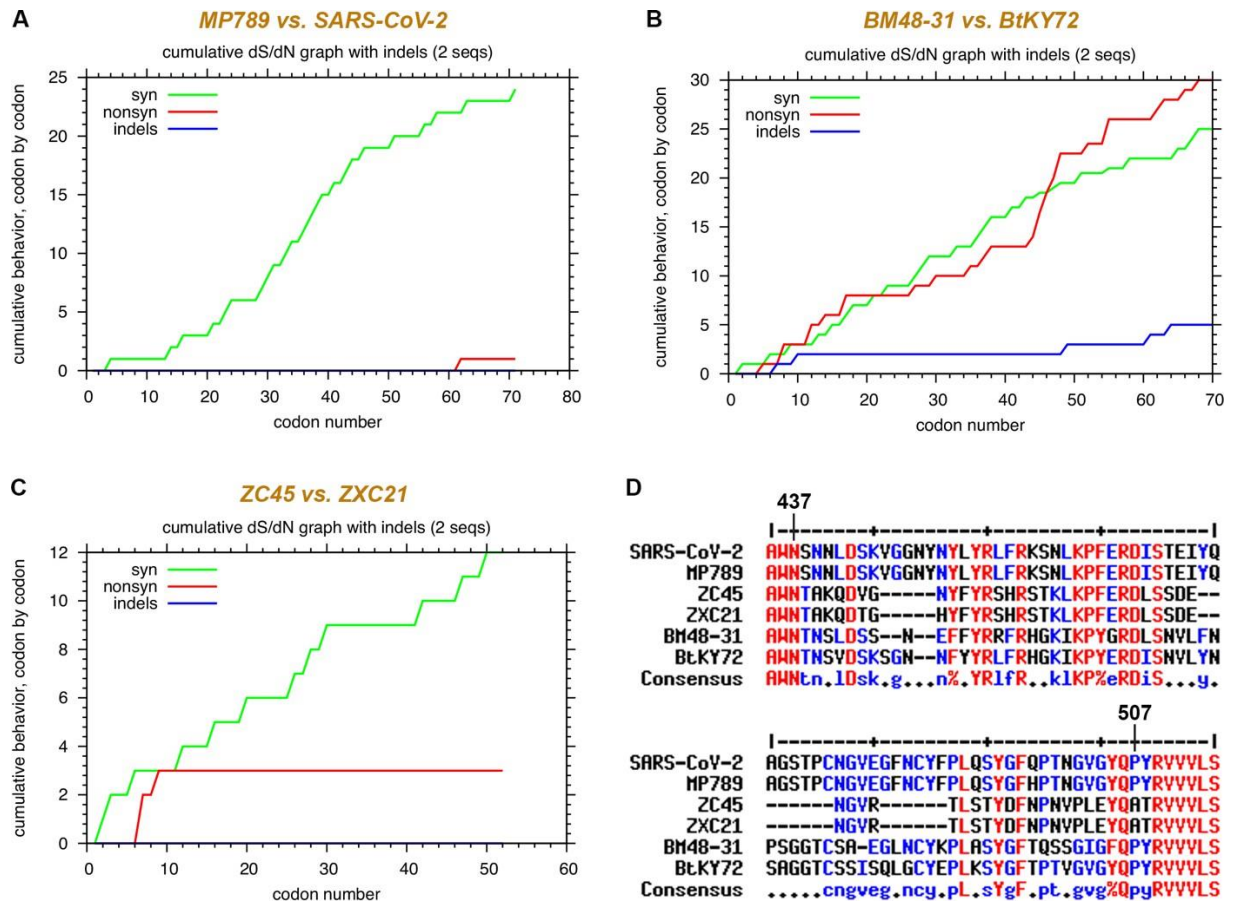 A
MP789 vs. SARS-CoV-2
cumulative dS/dN graph with indels (2 seqs)
25
20
15
10
5
0
syn
nonsyn
indels
cumulative behavior, codon by codon
0 10 20 30 40 50 60 70 80
codon number
B
BM48-31 vs. BtKY72
cumulative dS/dN graph with indels (2 seqs)
30
25
20
15
10
5
0
syn
nonsyn
indels
cumulative behavior, codon by codon
0 10 20 30 40 50 60 70
codon number
C
ZC45 vs. ZXC21
cumulative dS/dN graph with indels (2 seqs)
12
10
8
6
4
2
0
syn
nonsyn
indels
cumulative behavior, codon by codon
0 10 20 30 40 50 60
codon number
D
437
|---------+---------+---------+---------|
SARS-CoV-2 AWNSNNLDSKVGGNYNYLYRLFRKSNLKPFERDISTEIYQ
MP789 AWNSNNLDSKVGGNYNYLYRLFRKSNLKPFERDISTEIYQ
ZC45 AWNTAKQDVG-----NYFYRSHRSTKLKPFERDLSSDE--
ZXC21 AWNTAKQDTG-----HYFYRSHRSTKLKPFERDLSSDE--
BM48-31 AWNTNSLDSS--N--EFFYRRFRHGKIKPYGRDLSNVLFN
BtKY72 AWNTNSVDSKSGN--NFYYRLFRHGKIKPYERDISNVLYN
Consensus AWNtn.lDsk.g...n%.YRlfR..klKP%eRDiS...y.
507
|---------+---------+---------+---------|
SARS-CoV-2 AGSTPCNGVEGFNCYFPLQSYGFQPTNGVGYQPYRVVVLS
MP789 AGSTPCNGVEGFNCYFPLQSYGFHPTNGVGYQPYRVVVLS
ZC45 ------NGVR------TLSTYDFNPNVPLEYQATRVVVLS
ZXC21 ------NGVR------TLSTYDFNPNVPLEYQATRVVVLS
BM48-31 PSGGTCSA-EGLNCYKPLASYGFTQSSGIGFQPYRVVVLS
BtKY72 SAGGTCSSISQLGCYEPLKSYGFTPTVGVGYQPYRVVVLS
Consensus .....cngveg.ncy.pL.sYgF.pt.gvg%QpyRVVVLS